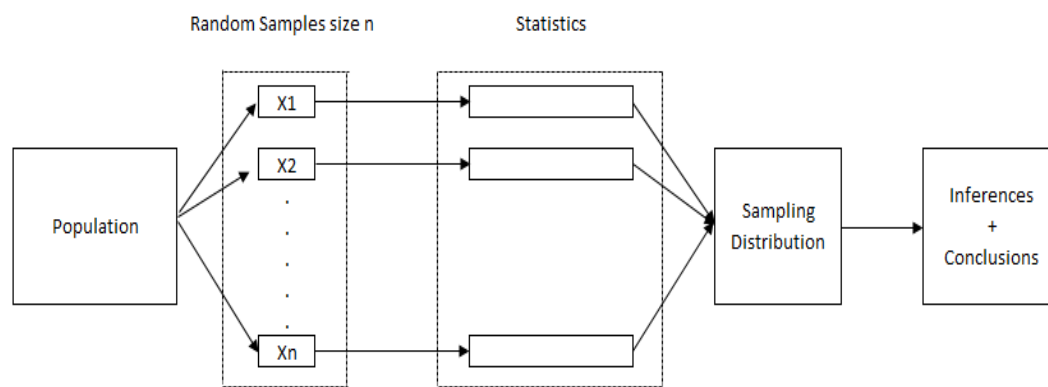 Random Samples size n
Statistics
X1
X2
Population
Sampling
Distribution
Inferences
+
Conclusions
.
.
.
.
.
Xn